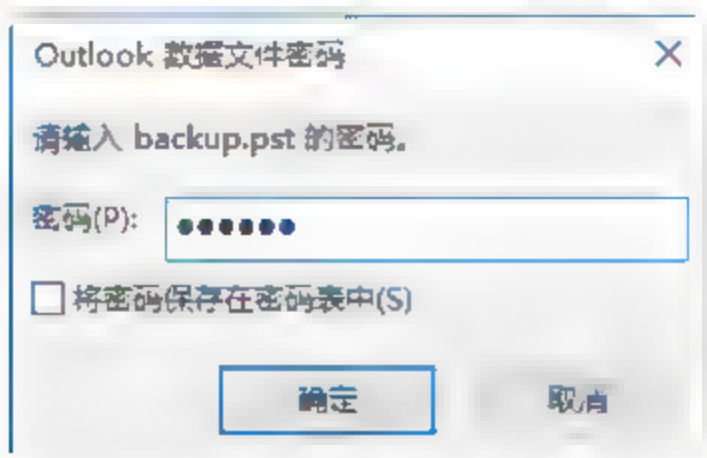 Outlook 数据文件密码
请输入 backup.pst 的密码。
密码(P):
将密码保存在密码表中(S)
确定 取消